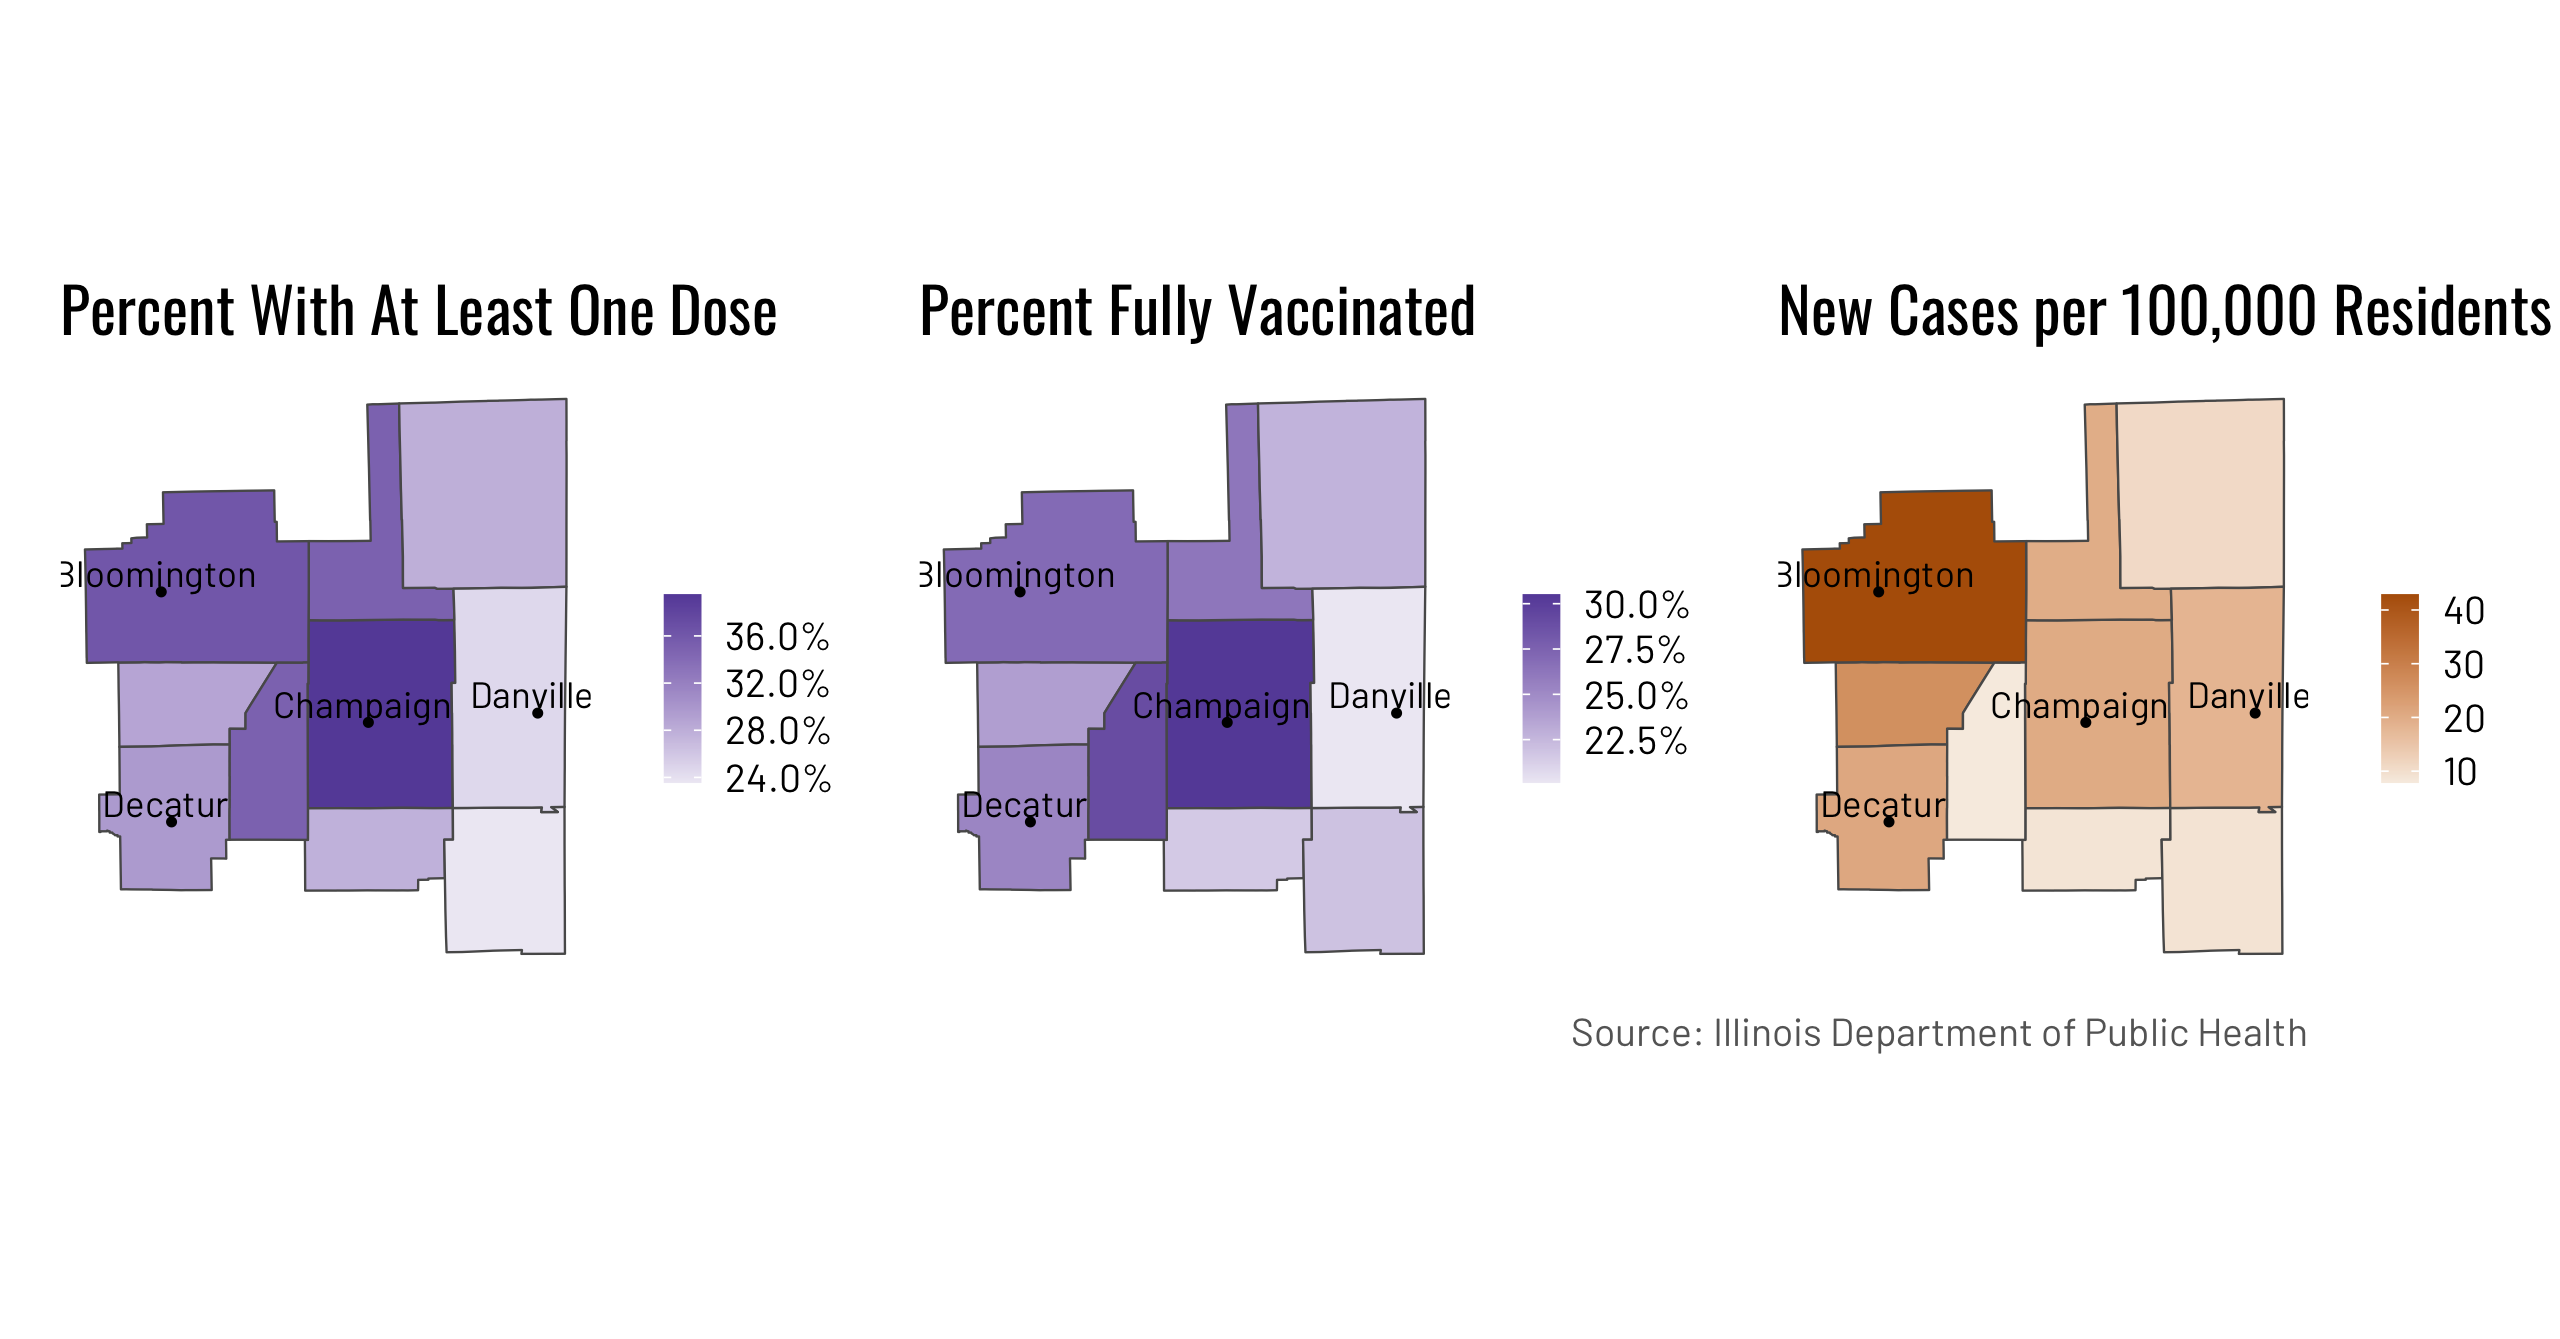 Percent With At Least One Dose
Bloomington
Champaign
Danville
Decatur
36.0%
32.0%
28.0%
24.0%
Percent Fully Vaccinated
Bloomington
Champaign
Danville
Decatur
30.0%
27.5%
25.0%
22.5%
New Cases per 100,000 Residents
Bloomington
Champaign
Danville
Decatur
40
30
20
10
Source: Illinois Department of Public Health